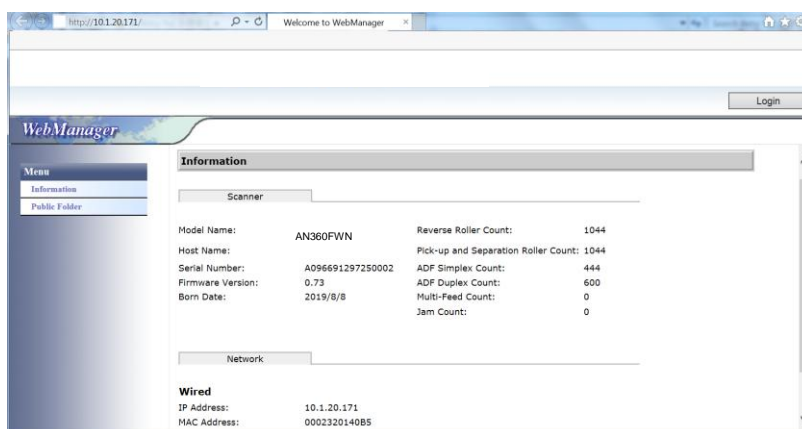 http://10.1.20.171/
Welcome to WebManager
Login
WebManager
Menu
Information
Public Folder
Information
Scanner
Model Name: AN360FWN Reverse Roller Count: 1044
Host Name: Pick-up and Separation Roller Count: 1044
Serial Number: A096691297250002 ADF Simplex Count: 444
Firmware Version: 0.73 ADF Duplex Count: 600
Born Date: 2019/8/8 Multi-Feed Count: 0
Jam Count: 0
Network
Wired
IP Address: 10.1.20.171
MAC Address: 0002320140B5